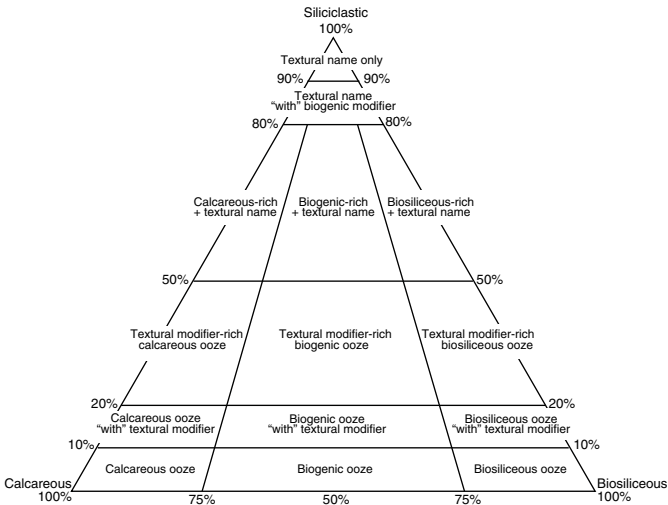 Siliciclastic
100%
Textural name only
90%
90%
Textural name
“with” biogenic modifier
80%
80%
Calcareous-rich
+ textural name
Biogenic-rich
+ textural name
Biosiliceous-rich
+ textural name
50%
50%
Textural modifier-rich
calcareous ooze
Textural modifier-rich
biogenic ooze
Textural modifier-rich
biosiliceous ooze
20%
20%
Calcareous ooze
“with” textural modifier
Biogenic ooze
“with” textural modifier
Biosiliceous ooze
“with” textural modifier
10%
10%
Calcareous ooze
Biogenic ooze
Biosiliceous ooze
Calcareous
100%
75%
50%
75%
Biosiliceous
100%